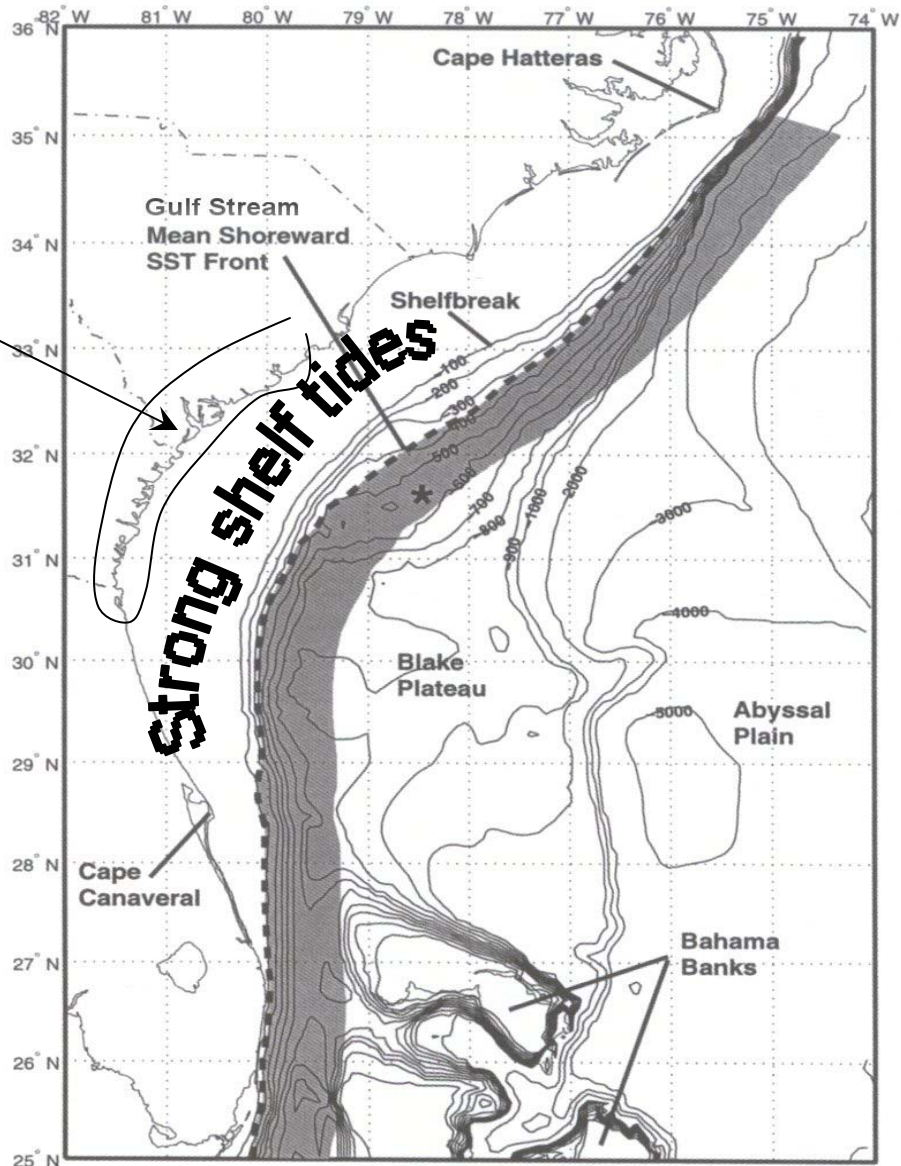 82° W 81° W 80° W 79° W 78° W 77° W 76° W 75° W 74° W
36° N
Cape Hatteras
35° N
Gulf Stream
Mean Shoreward
SST Front
34° N
Shelfbreak
33° N
Strong shelf tides
100
200
300
400
500
600
700
800
900
1000
2000
3000
4000
5000
32° N
31° N
30° N
Blake
Plateau
Abyssal
Plain
29° N
28° N
Cape
Canaveral
Bahama
Banks
27° N
26° N
25° N